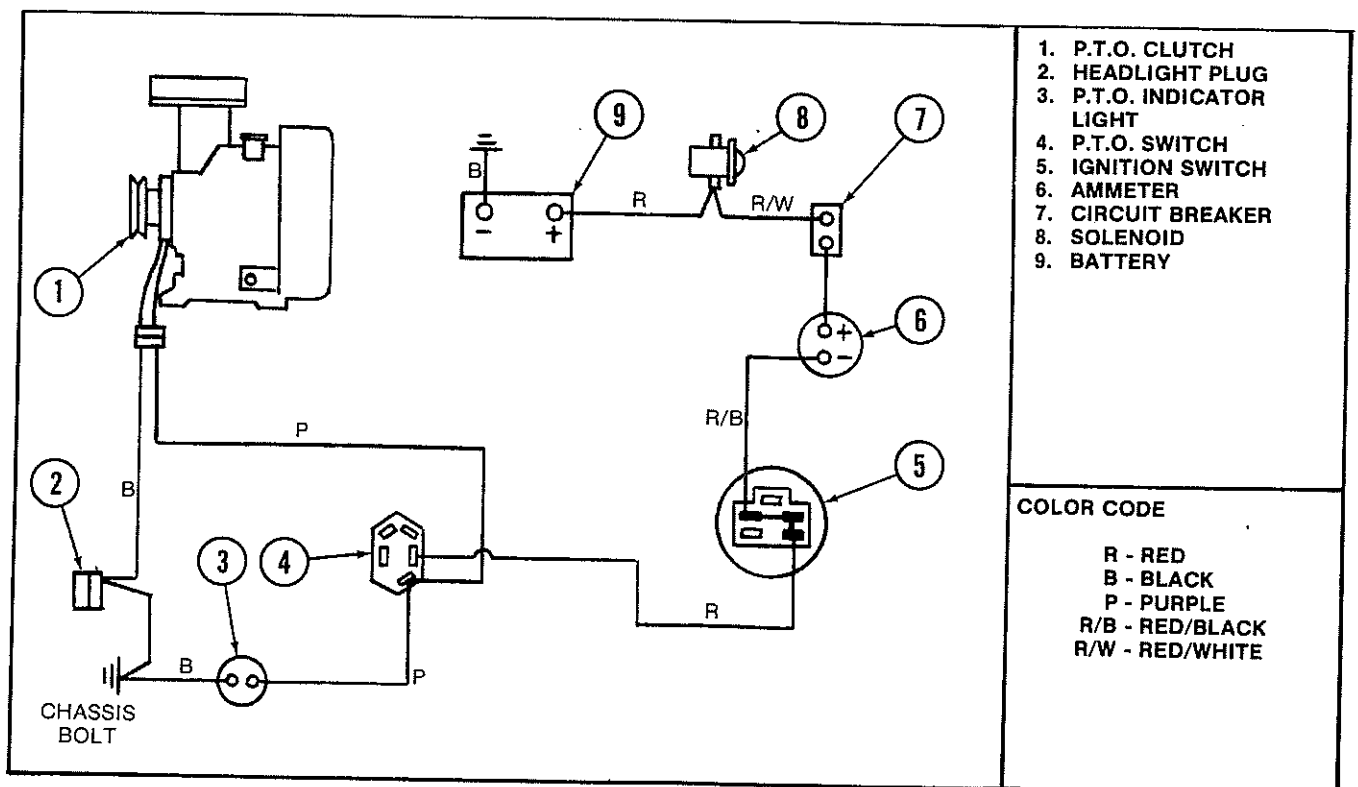 1. P.T.O. CLUTCH
2. HEADLIGHT PLUG
3. P.T.O. INDICATOR
LIGHT
4. P.T.O. SWITCH
5. IGNITION SWITCH
6. AMMETER
7. CIRCUIT BREAKER
8. SOLENOID
9. BATTERY
COLOR CODE
R - RED
B - BLACK
P - PURPLE
R/B - RED/BLACK
R/W - RED/WHITE
9
8
7
B
R
R/W
- +
1
6
+
-
P
R/B
5
2
B
3
4
R
B
P
CHASSIS
BOLT